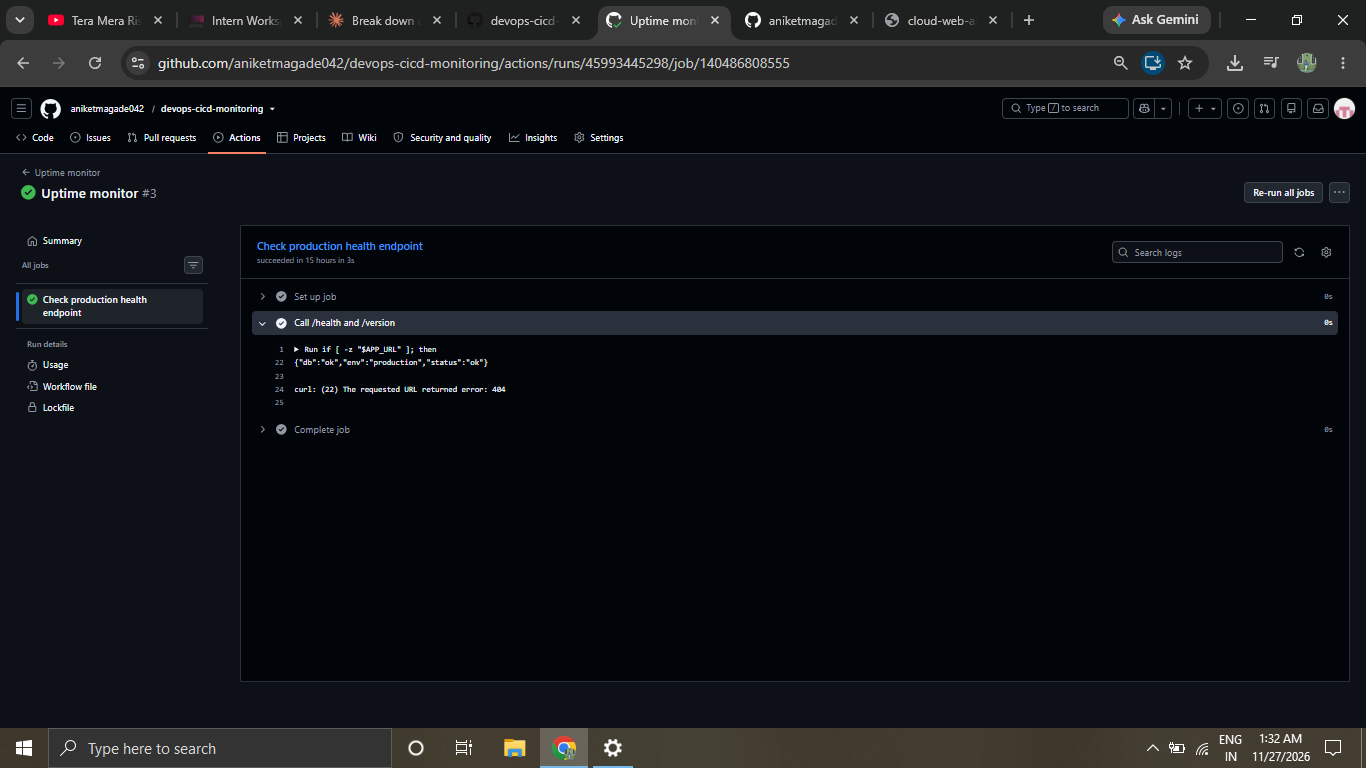 Tera Mera Ris
Intern Works
Break down
devops-cicd-
Uptime moni
aniketmagad
cloud-web-a
Ask Gemini
github.com/aniketmagade042/devops-cicd-monitoring/actions/runs/45993445298/job/140486808555
aniketmagade042 / devops-cicd-monitoring
Type / to search
Code Issues Pull requests Actions Projects Wiki Security and quality Insights Settings
Uptime monitor
Uptime monitor #3
Re-run all jobs
Summary
All jobs
Check production health
endpoint
Run details
Usage
Workflow file
Lockfile
Check production health endpoint
succeeded in 15 hours in 3s
Search logs
Set up job 0s
Call /health and /version 0s
1 Run if [ -z "$APP_URL" ]; then
22 {"db":"ok","env":"production","status":"ok"}
23
24 curl: (22) The requested URL returned error: 404
25
Complete job 0s
Type here to search
ENG
IN
1:32 AM
11/27/2026